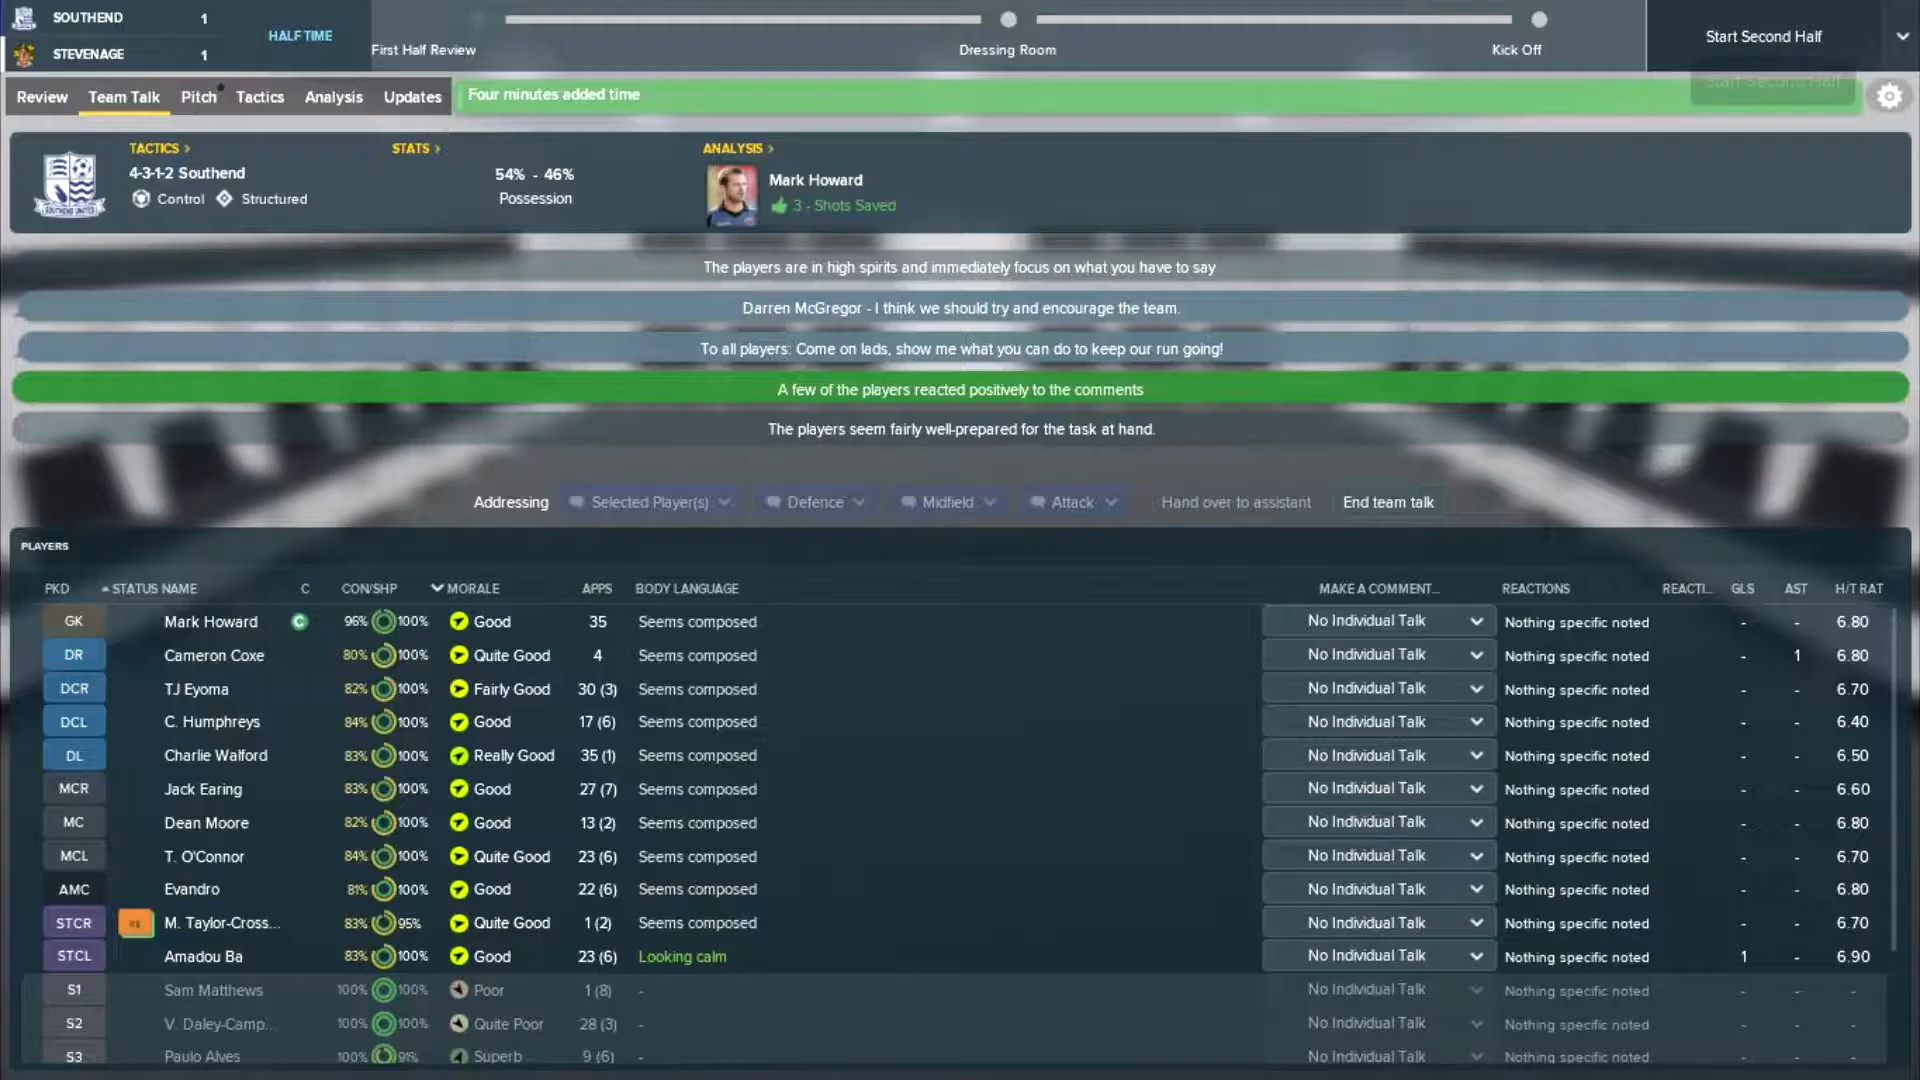 SOUTHEND 1
STEVENAGE 1
HALF TIME
First Half Review
Dressing Room
Kick Off
Start Second Half
Start Second Half
Review Team Talk Pitch Tactics Analysis Updates
Four minutes added time
TACTICS >
4-3-1-2 Southend
Control Structured
STATS >
54% - 46%
Possession
ANALYSIS >
Mark Howard
3 - Shots Saved
SOUTHEND UNITED
The players are in high spirits and immediately focus on what you have to say
Darren McGregor - I think we should try and encourage the team.
To all players: Come on lads, show me what you can do to keep our run going!
A few of the players reacted positively to the comments
The players seem fairly well-prepared for the task at hand.
Addressing Selected Player(s) Defence Midfield Attack Hand over to assistant End team talk
PLAYERS
PKD STATUS NAME C CON/SHP MORALE APPS BODY LANGUAGE MAKE A COMMENT... REACTIONS REACTI... GLS AST H/T RAT
GK Mark Howard C 96% 100% Good 35 Seems composed No Individual Talk Nothing specific noted - - 6.80
DR Cameron Coxe 80% 100% Quite Good 4 Seems composed No Individual Talk Nothing specific noted - 1 6.80
DCR TJ Eyoma 82% 100% Fairly Good 30 (3) Seems composed No Individual Talk Nothing specific noted - - 6.70
DCL C. Humphreys 84% 100% Good 17 (6) Seems composed No Individual Talk Nothing specific noted - - 6.40
DL Charlie Walford 83% 100% Really Good 35 (1) Seems composed No Individual Talk Nothing specific noted - - 6.50
MCR Jack Earing 83% 100% Good 27 (7) Seems composed No Individual Talk Nothing specific noted - - 6.60
MC Dean Moore 82% 100% Good 13 (2) Seems composed No Individual Talk Nothing specific noted - - 6.80
MCL T. O'Connor 84% 100% Quite Good 23 (6) Seems composed No Individual Talk Nothing specific noted - - 6.70
AMC Evandro 81% 100% Good 22 (6) Seems composed No Individual Talk Nothing specific noted - - 6.80
STCR M. Taylor-Cross... 83% 95% Quite Good 1 (2) Seems composed No Individual Talk Nothing specific noted - - 6.70
STCL Amadou Ba 83% 100% Good 23 (6) Looking calm No Individual Talk Nothing specific noted 1 - 6.90
S1 Sam Matthews 100% 100% Poor 1 (8) - No Individual Talk Nothing specific noted - - -
S2 V. Daley-Camp... 100% 100% Quite Poor 28 (3) - No Individual Talk Nothing specific noted - - -
S3 Paulo Alves 100% 91% Superb 9 (6) - No Individual Talk Nothing specific noted - - -